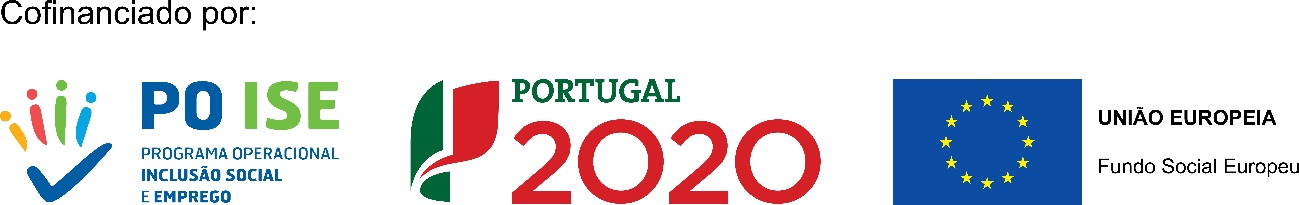 Cofinanciado por:
PO ISE
PROGRAMA OPERACIONAL
INCLUSÃO SOCIAL
E EMPREGO
PORTUGAL
2020
UNIÃO EUROPEIA
Fundo Social Europeu